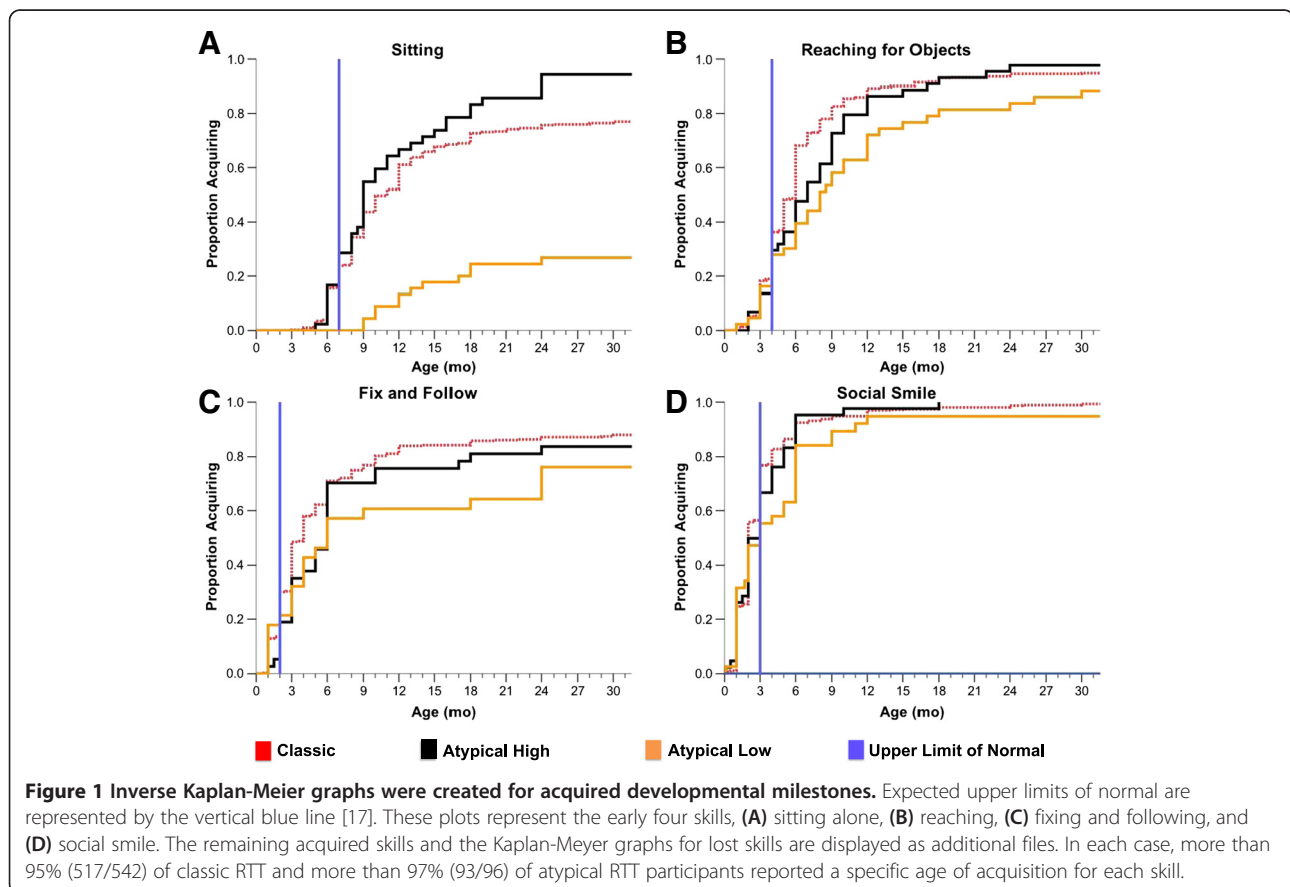 A
Sitting
1.0
0.8
0.6
0.4
0.2
0.0
Proportion Acquiring
0 3 6 9 12 15 18 21 24 27 30
Age (mo)
B
Reaching for Objects
1.0
0.8
0.6
0.4
0.2
0.0
Proportion Acquiring
0 3 6 9 12 15 18 21 24 27 30
Age (mo)
C
Fix and Follow
1.0
0.8
0.6
0.4
0.2
0.0
Proportion Acquiring
0 3 6 9 12 15 18 21 24 27 30
Age (mo)
D
Social Smile
1.0
0.8
0.6
0.4
0.2
0.0
Proportion Acquiring
0 3 6 9 12 15 18 21 24 27 30
Age (mo)
Classic Atypical High Atypical Low Upper Limit of Normal
Figure 1 Inverse Kaplan-Meier graphs were created for acquired developmental milestones. Expected upper limits of normal are
represented by the vertical blue line [17]. These plots represent the early four skills, (A) sitting alone, (B) reaching, (C) fixing and following, and
(D) social smile. The remaining acquired skills and the Kaplan-Meyer graphs for lost skills are displayed as additional files. In each case, more than
95% (517/542) of classic RTT and more than 97% (93/96) of atypical RTT participants reported a specific age of acquisition for each skill.